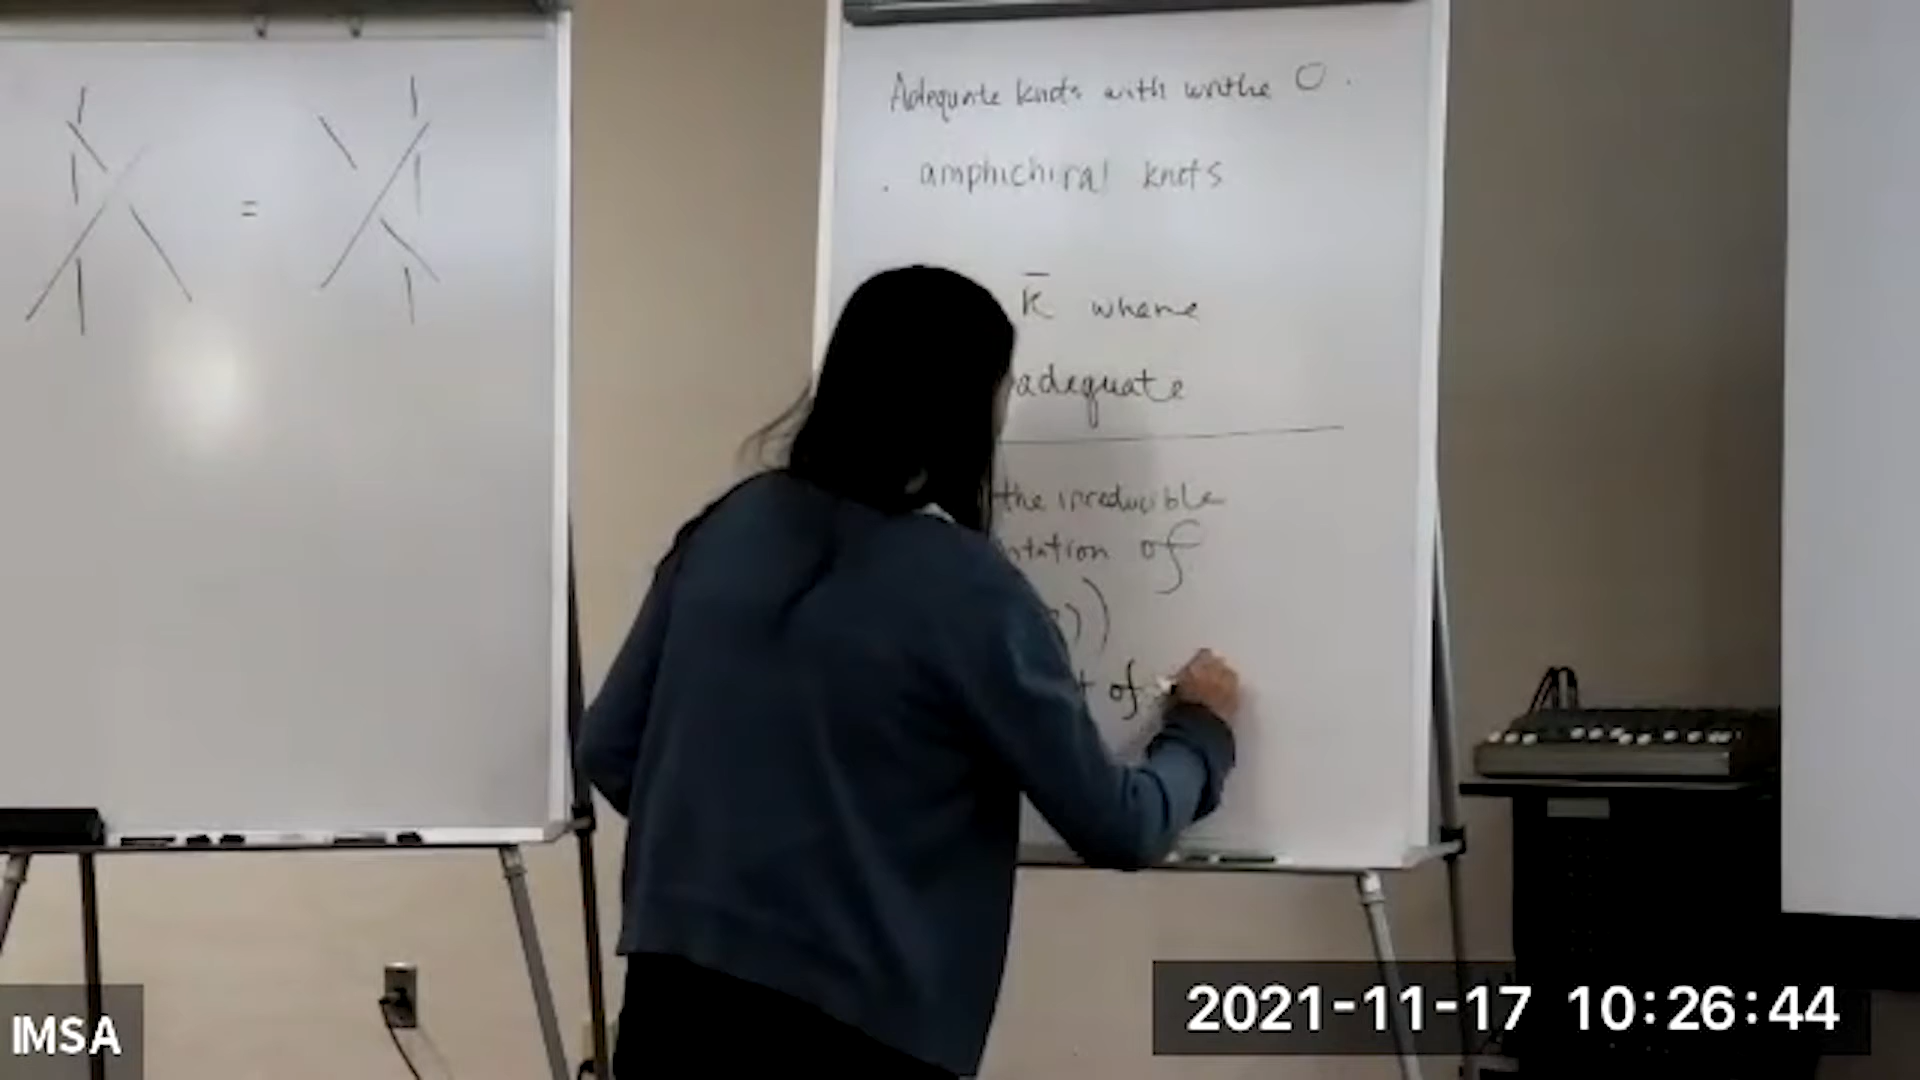 =
Adequate knots with writhe 0.
. amphichiral knots
K̅ where
adequate
the irreducible
ntation of
))
t of
IMSA
2021-11-17 10:26:44